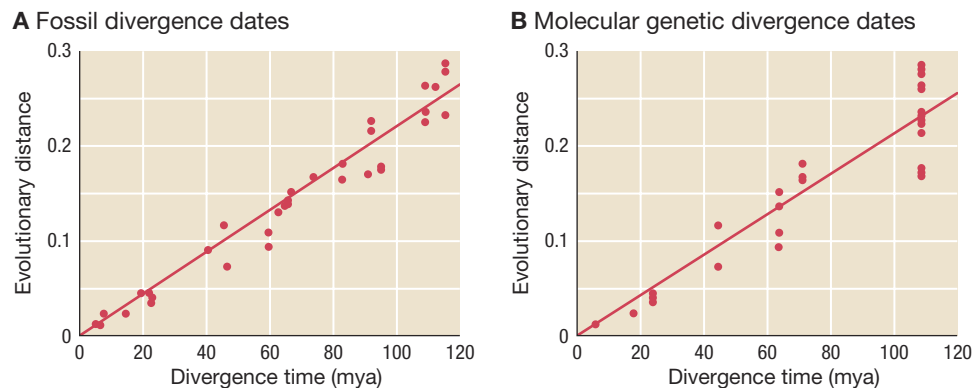 A Fossil divergence dates
0.3
0.2
0.1
0
Evolutionary distance
0 20 40 60 80 100 120
Divergence time (mya)
B Molecular genetic divergence dates
0.3
0.2
0.1
0
Evolutionary distance
0 20 40 60 80 100 120
Divergence time (mya)